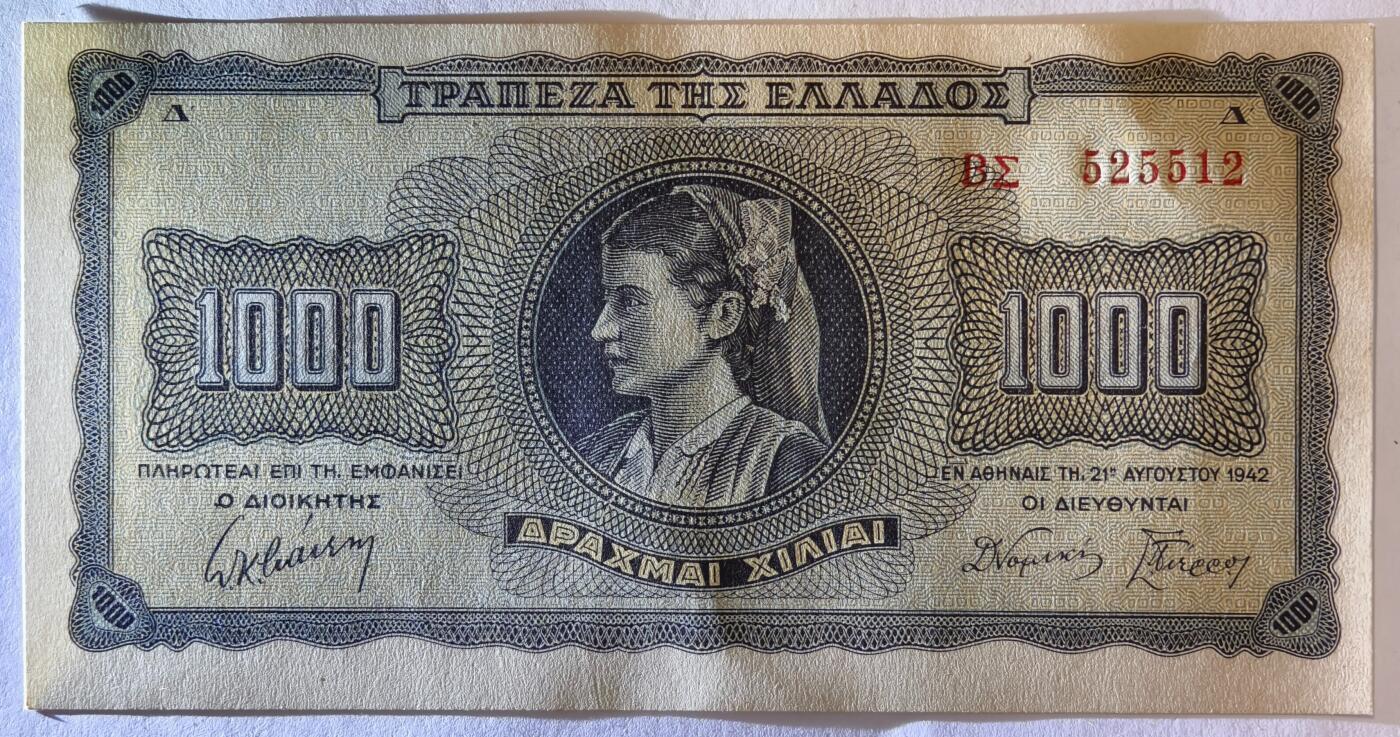 1000 ΤΡΑΠΕΖΑ ΤΗΣ ΕΛΛΑΔΟΣ 1000
Δ Δ
ΒΣ 525512
1000 1000
ΠΛΗΡΩΤΕΑΙ ΕΠΙ ΤΗ. ΕΜΦΑΝΙΣΕΙ
Ο ΔΙΟΙΚΗΤΗΣ
ΕΝ ΑΘΗΝΑΙΣ ΤΗ. 21ῃ ΑΥΓΟΥΣΤΟΥ 1942
ΟΙ ΔΙΕΥΘΥΝΤΑΙ
ΔΡΑΧΜΑΙ ΧΙΛΙΑΙ
1000 1000